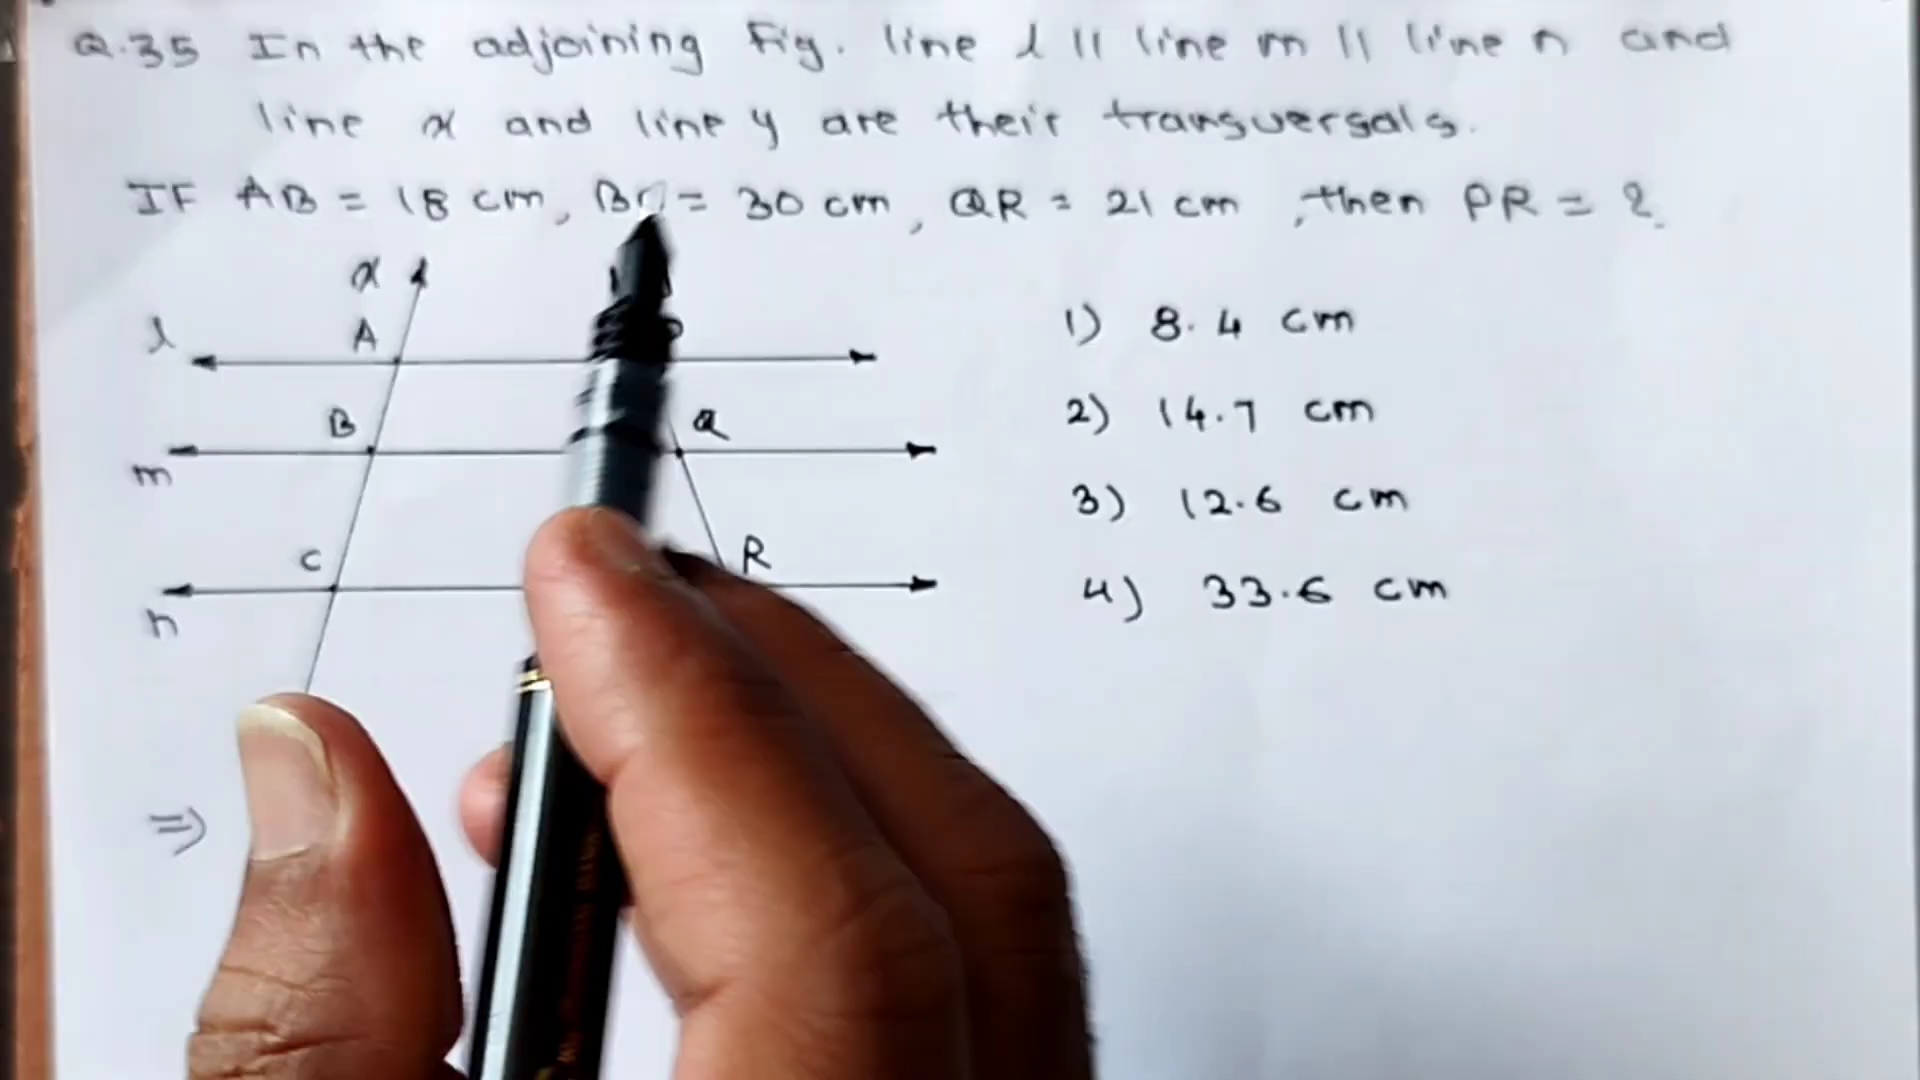 Q.35 In the adjoining Fig. line l || line m || line n and
line x and line y are their transversals.
IF AB = 18 cm, BC = 30 cm, QR = 21 cm, then PR = ?
x
l A
1) 8.4 cm
B Q
2) 14.7 cm
m
3) 12.6 cm
C R
4) 33.6 cm
n
⇒